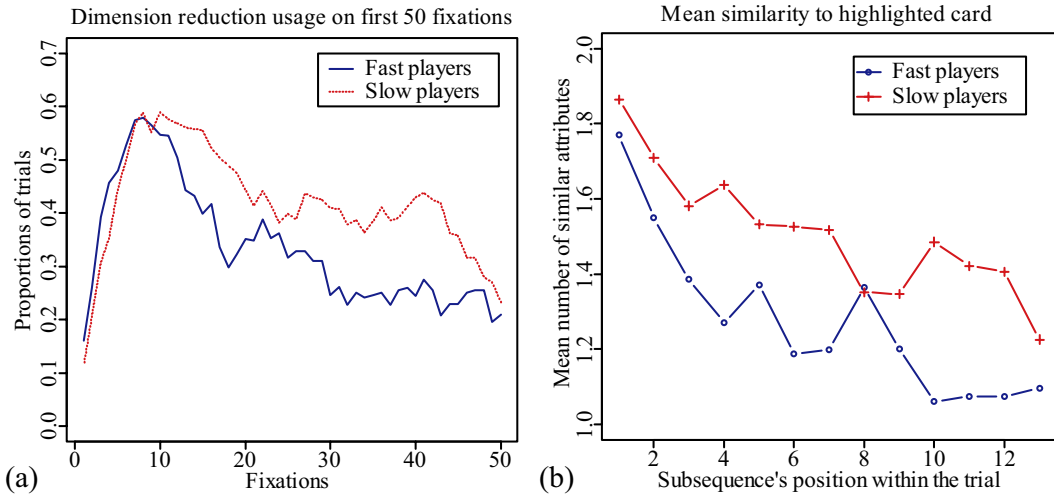 Dimension reduction usage on first 50 fixations
Proportions of trials
0.7
0.6
0.5
0.4
0.3
0.2
0.1
0.0
Fast players
Slow players
0
10
20
30
40
50
Fixations
(a)
Mean similarity to highlighted card
Mean number of similar attributes
2.0
1.8
1.6
1.4
1.2
1.0
Fast players
Slow players
2
4
6
8
10
12
Subsequence's position within the trial
(b)